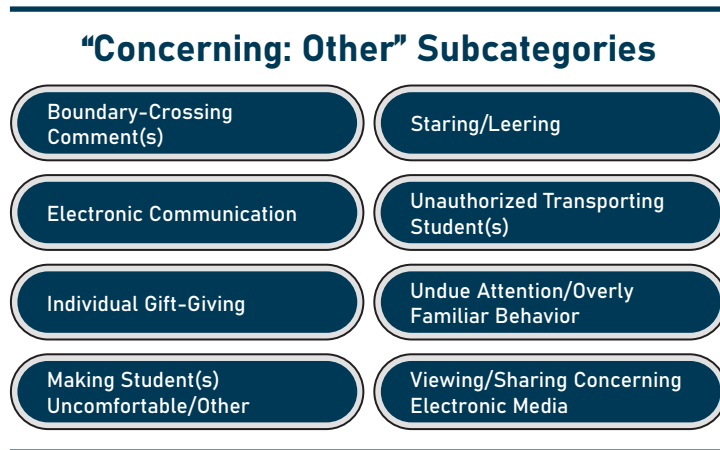 “Concerning: Other” Subcategories
Boundary-Crossing
Comment(s)
Staring/Leering
Electronic Communication
Unauthorized Transporting
Student(s)
Individual Gift-Giving
Undue Attention/Overly
Familiar Behavior
Making Student(s)
Uncomfortable/Other
Viewing/Sharing Concerning
Electronic Media